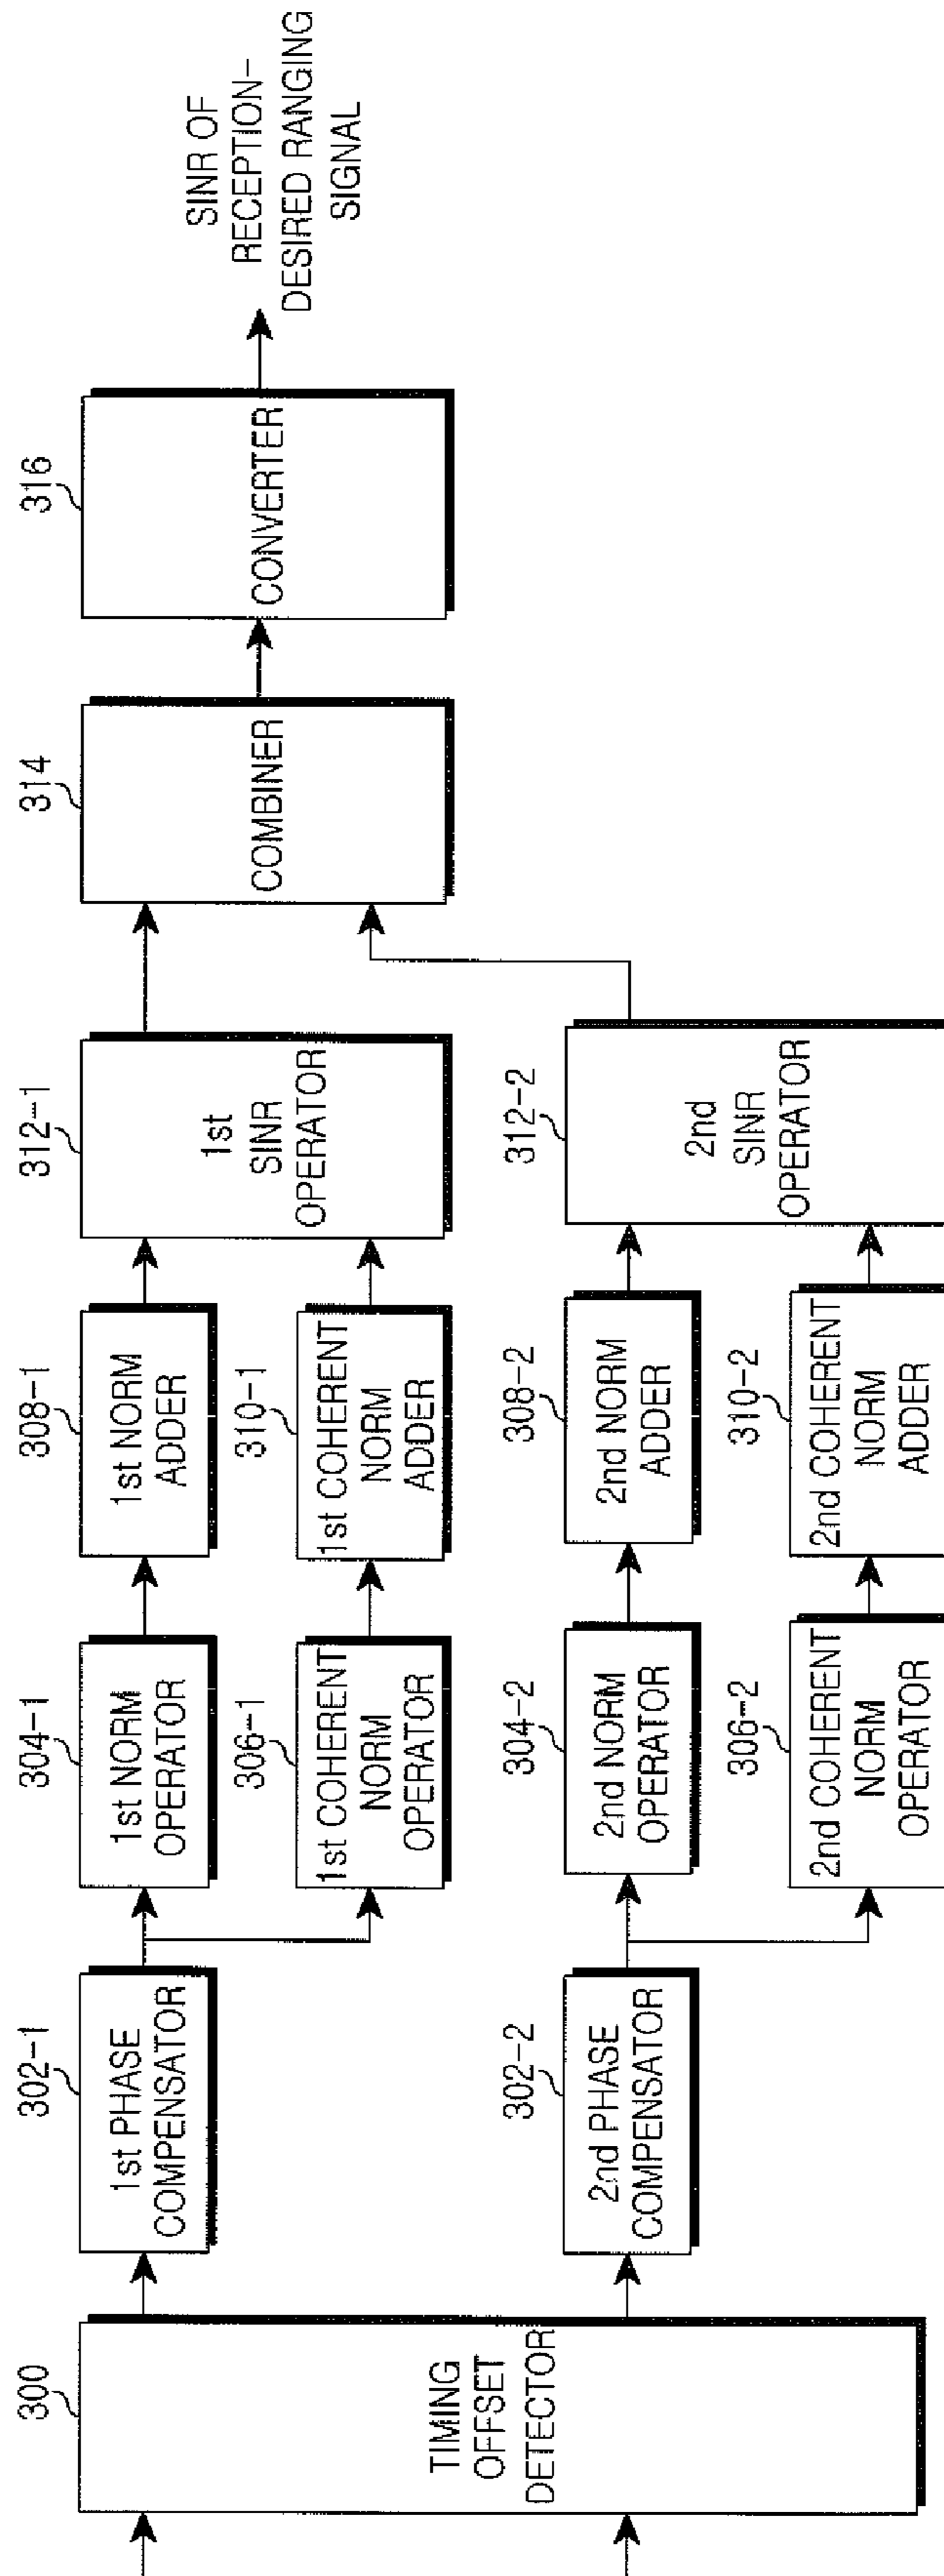 300
TIMING
OFFSET
DETECTOR
302-1
1st PHASE
COMPENSATOR
302-2
2nd PHASE
COMPENSATOR
304-1
1st NORM
OPERATOR
306-1
1st COHERENT
NORM
OPERATOR
304-2
2nd NORM
OPERATOR
306-2
2nd COHERENT
NORM
OPERATOR
308-1
1st NORM
ADDER
310-1
1st COHERENT
NORM
ADDER
308-2
2nd NORM
ADDER
310-2
2nd COHERENT
NORM
ADDER
312-1
1st
SINR
OPERATOR
312-2
2nd
SINR
OPERATOR
314
COMBINER
316
CONVERTER
SINR OF
RECEPTION-
DESIRED RANGING
SIGNAL